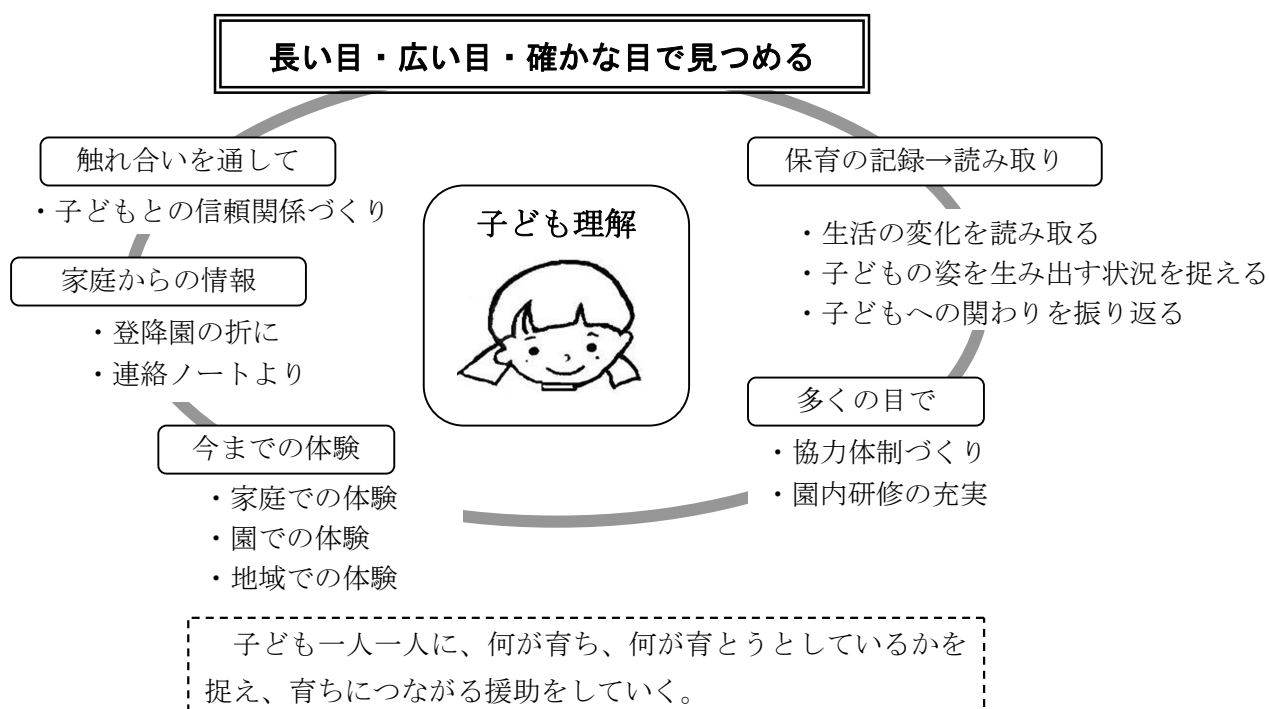 長い目・広い目・確かな目で見つめる
触れ合いを通して
・子どもとの信頼関係づくり
家庭からの情報
・登降園の折に
・連絡ノートより
今までの体験
・家庭での体験
・園での体験
・地域での体験
子ども理解
保育の記録→読み取り
・生活の変化を読み取る
・子どもの姿を生み出す状況を捉える
・子どもへの関わりを振り返る
多くの目で
・協力体制づくり
・園内研修の充実
子ども一人一人に、何が育ち、何が育とうとしているかを
捉え、育ちにつながる援助をしていく。